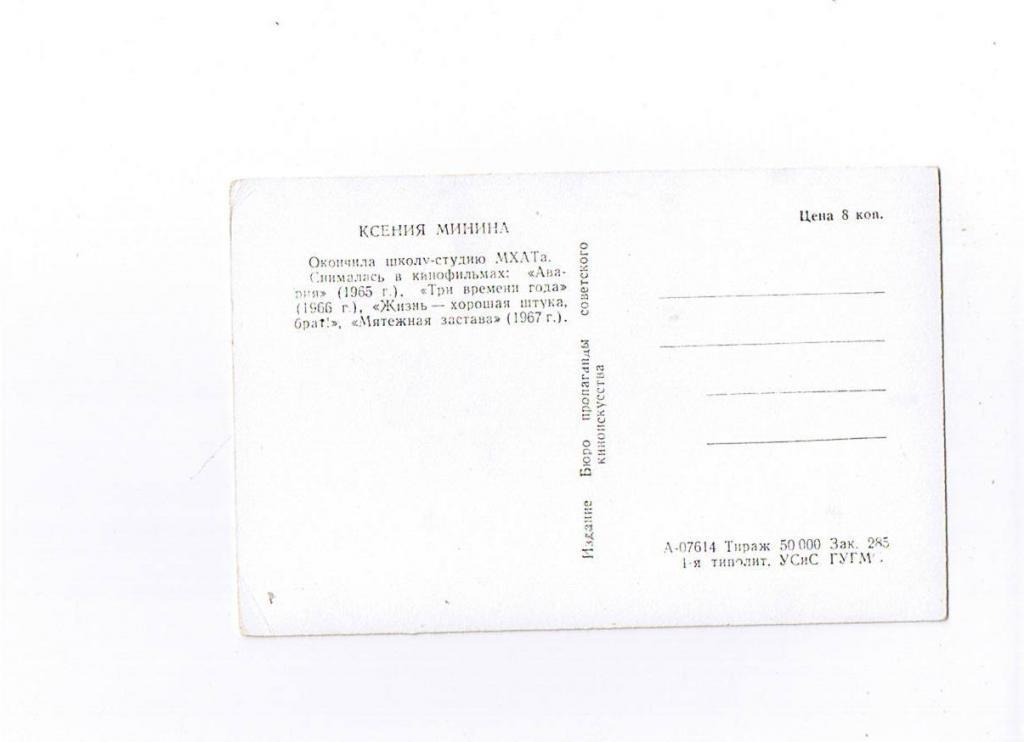 КСЕНИЯ МИНИНА
Окончила школу-студию МХАТа.
Снималась в кинофильмах: «Ава-
рия» (1965 г.), «Три времени года»
(1966 г.), «Жизнь — хорошая штука,
брат!», «Мятежная застава» (1967 г.).
Издание Бюро пропаганды советского
киноискусства
Цена 8 коп.
А-07614 Тираж 50 000 Зак. 285
1-я типолит. УСиС